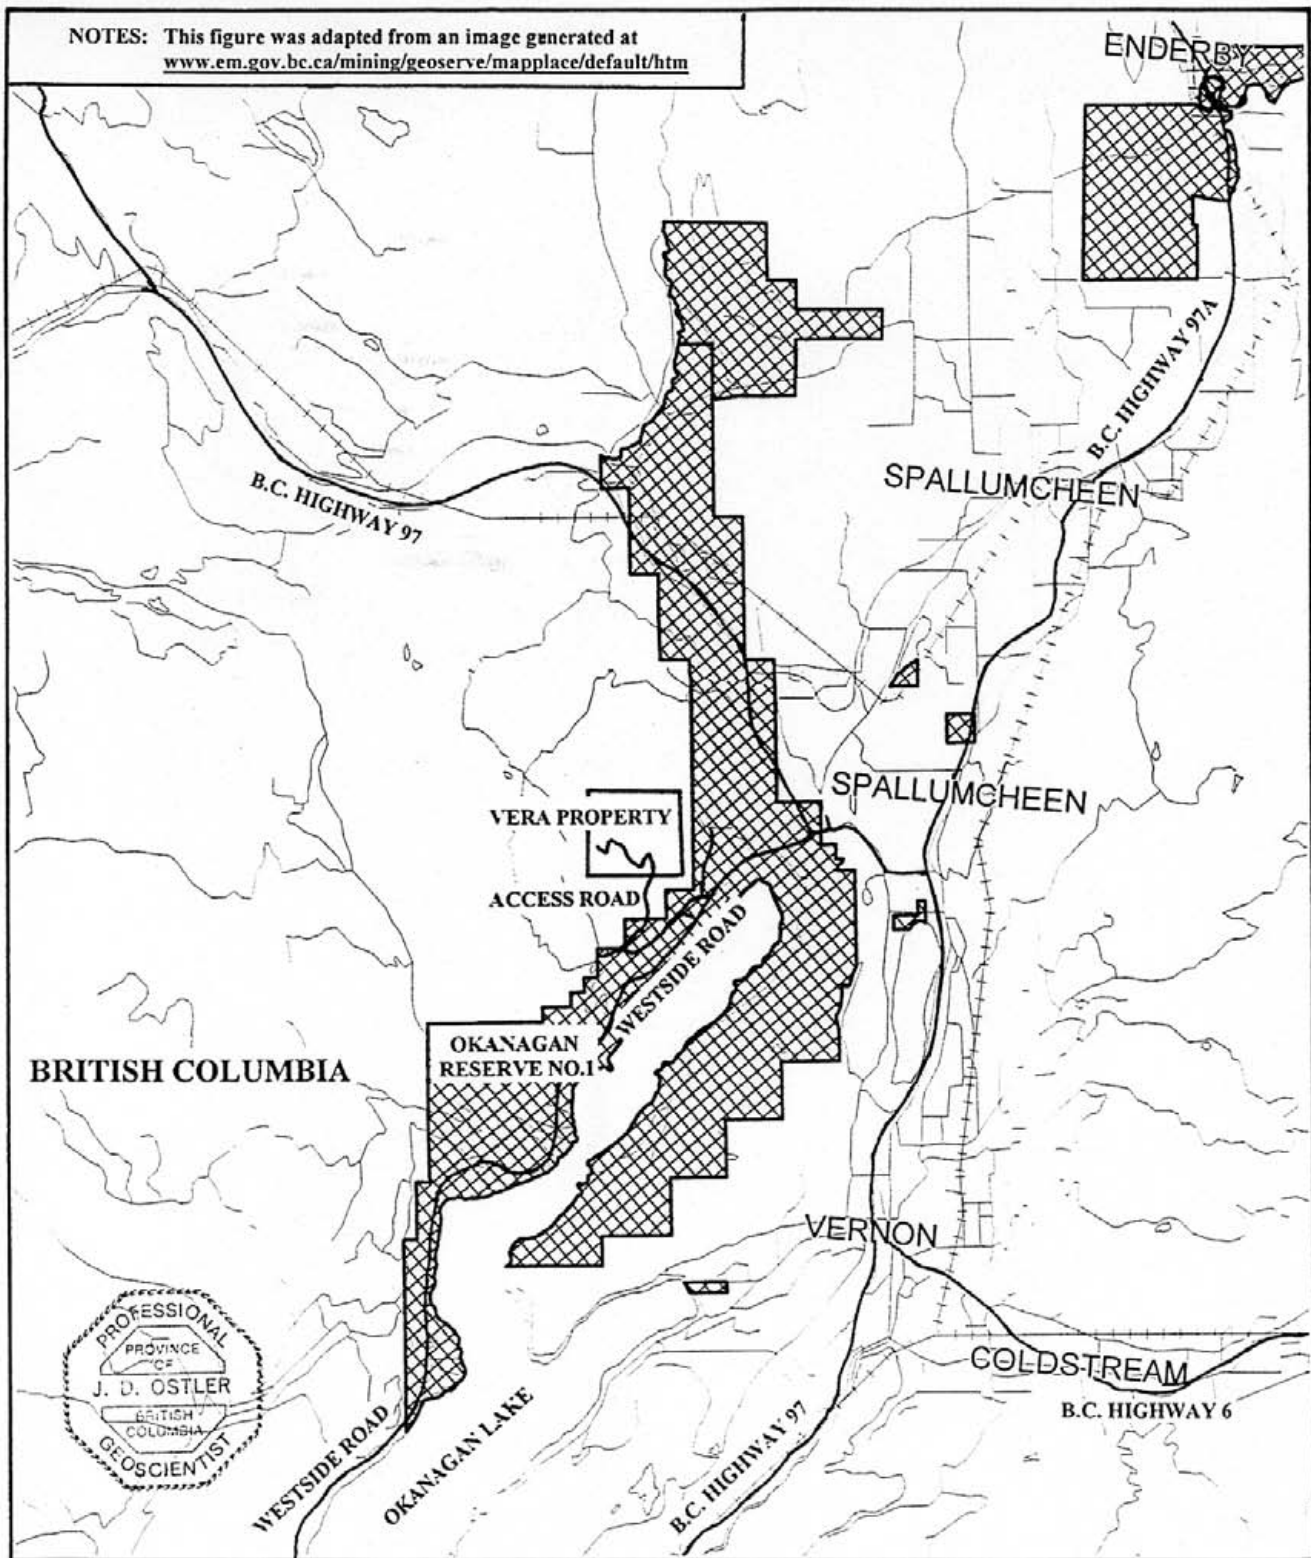 NOTES: This figure was adapted from an image generated at
www.em.gov.bc.ca/mining/geoserve/mapplace/default/htm
ENDERBY
B.C. HIGHWAY 97A
SPALLUMCHEEN
B.C. HIGHWAY 97
SPALLUMCHEEN
VERA PROPERTY
ACCESS ROAD
WESTSIDE ROAD
OKANAGAN
RESERVE NO.1
BRITISH COLUMBIA
VERNON
PROFESSIONAL
PROVINCE
OF
J. D. OSTLER
BRITISH
COLUMBIA
GEOSCIENTIST
COLDSTREAM
B.C. HIGHWAY 6
WESTSIDE ROAD
OKANAGAN LAKE
B.C. HIGHWAY 97